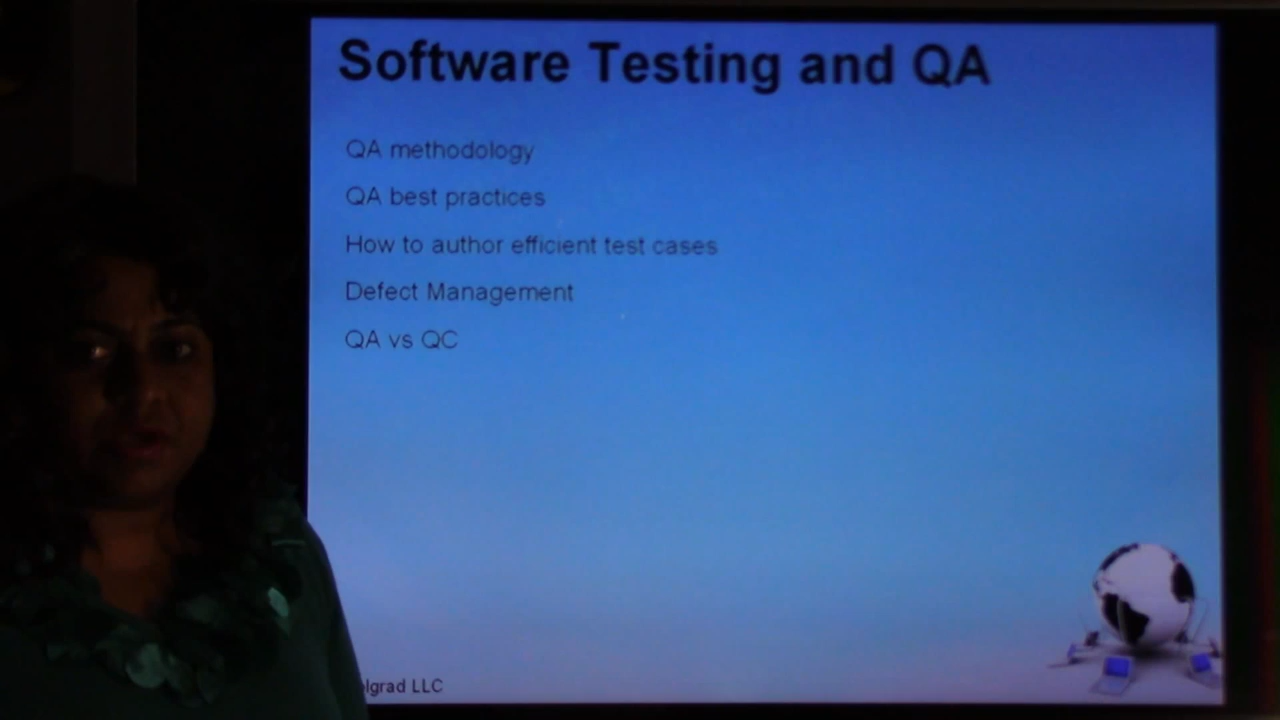 Software Testing and QA
QA methodology
QA best practices
How to author efficient test cases
Defect Management
QA vs QC
LLC